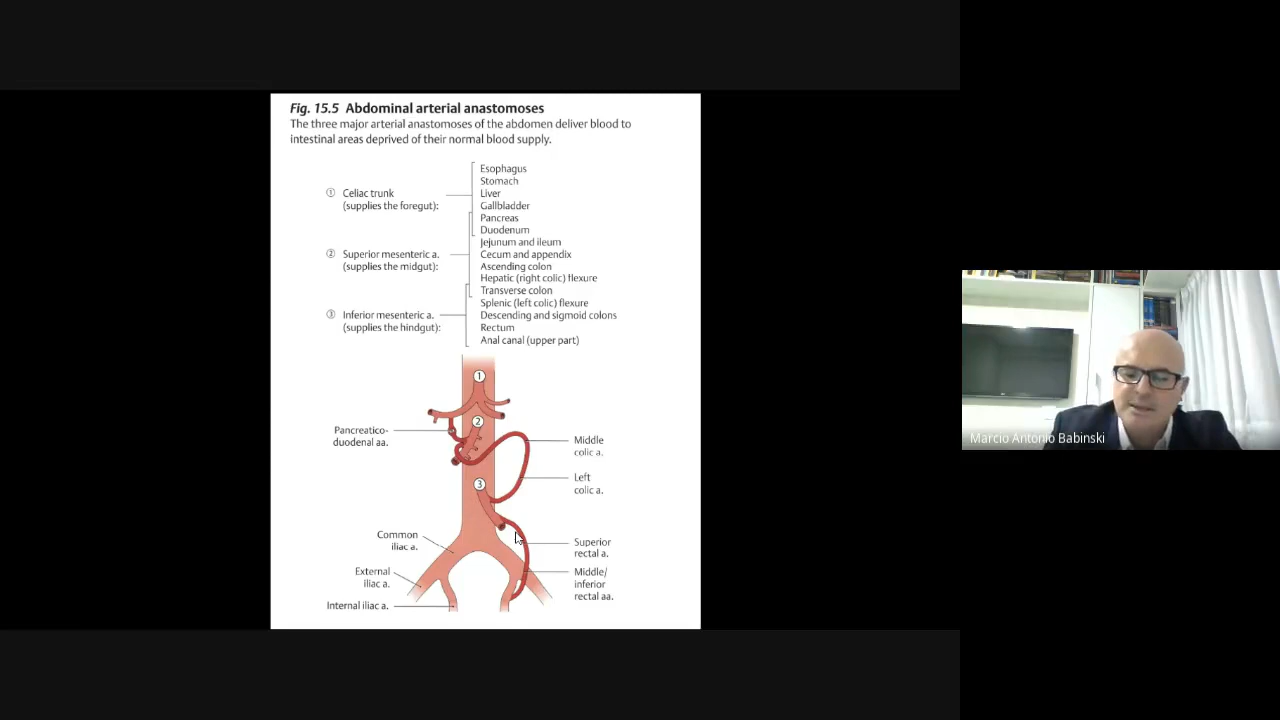 Fig. 15.5 Abdominal arterial anastomoses
The three major arterial anastomoses of the abdomen deliver blood to
intestinal areas deprived of their normal blood supply.
① Celiac trunk
(supplies the foregut):
② Superior mesenteric a.
(supplies the midgut):
③ Inferior mesenteric a.
(supplies the hindgut):
Esophagus
Stomach
Liver
Gallbladder
Pancreas
Duodenum
Jejunum and ileum
Cecum and appendix
Ascending colon
Hepatic (right colic) flexure
Transverse colon
Splenic (left colic) flexure
Descending and sigmoid colons
Rectum
Anal canal (upper part)
1
2
3
Pancreatico-
duodenal aa.
Middle
colic a.
Left
colic a.
Common
iliac a.
External
iliac a.
Internal iliac a.
Superior
rectal a.
Middle/
inferior
rectal aa.
Marcio Antonio Babinski